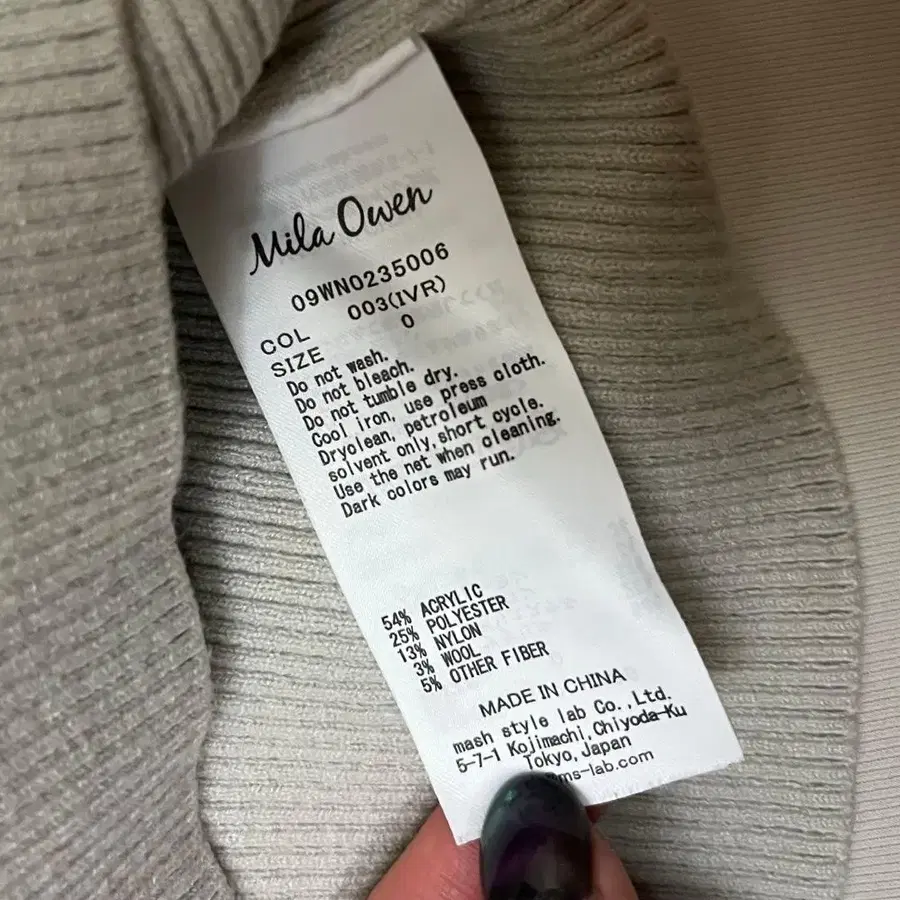 Mila Owen
09WN0235006
COL 003(IVR)
SIZE 0
Do not wash.
Do not bleach.
Do not tumble dry.
Cool iron, use press cloth.
Dryolean, petroleum
solvent only, short cycle.
Use the net when cleaning.
Dark colors may run.
54% ACRYLIC
25% POLYESTER
13% NYLON
3% WOOL
5% OTHER FIBER
MADE IN CHINA
mash style lab Co.,Ltd.
5-7-1 Kojimachi,Chiyoda-Ku
Tokyo,Japan
ms-lab.com